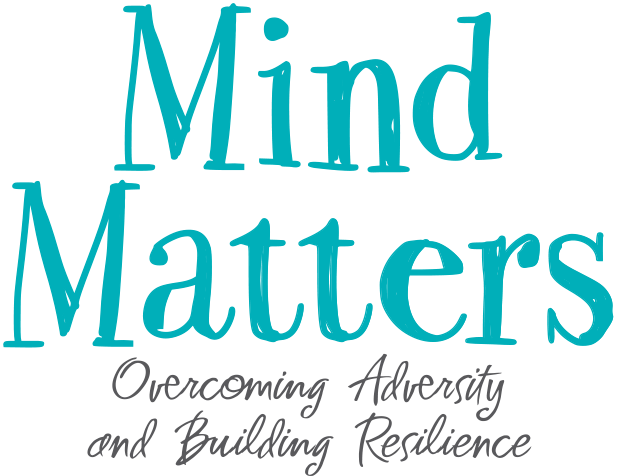 Mind
Matters
Overcoming Adversity
and Building Resilience